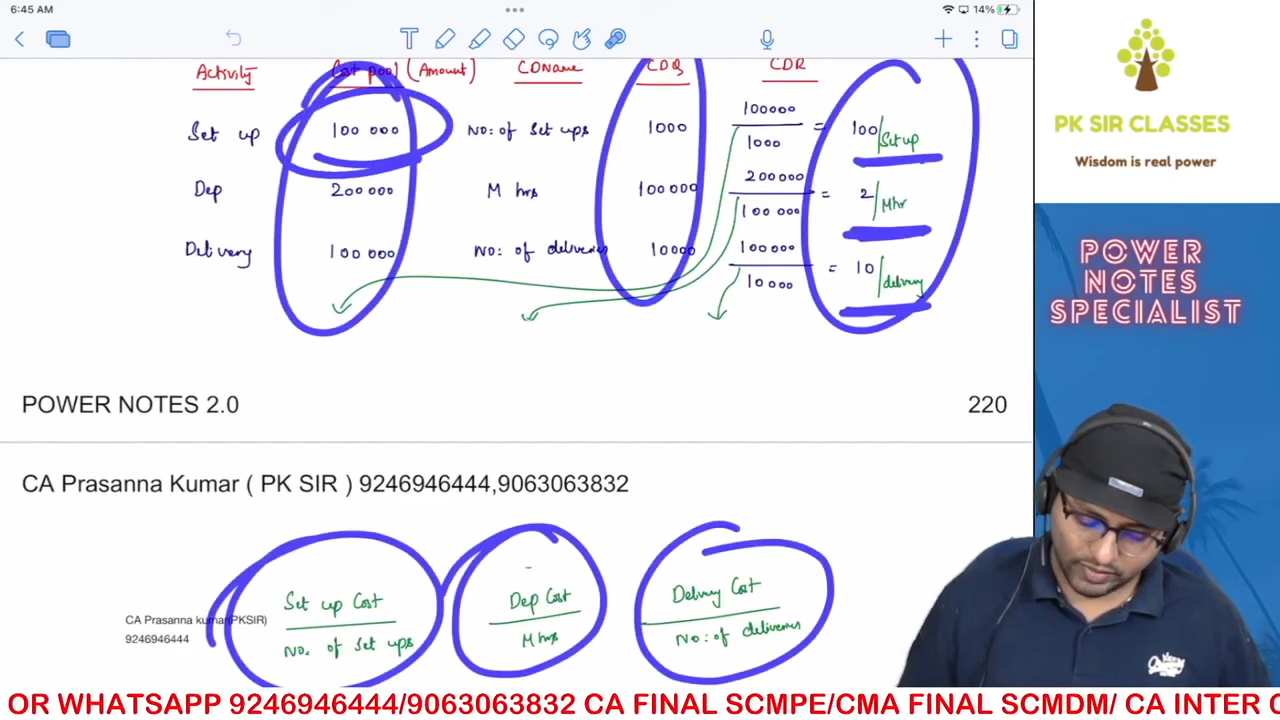 6:45 AM
14%
T
Activity Cost pool (Amount) CDName CDQ CDR
Set up 100 000 No: of Set ups 1000 100000 / 1000 = 100/Set up
Dep 200 000 M hrs 100 000 200000 / 100 000 = 2/Mhr
Delivery 100 000 No: of deliveries 10000 100 000 / 10 000 = 10/delivery
POWER NOTES 2.0 220
CA Prasanna Kumar ( PK SIR ) 9246946444,9063063832
Set up Cost
No. of Set ups
Dep Cost
M hrs
Delivery Cost
No: of deliveries
CA Prasanna kumar(PKSIR)
9246946444
PK SIR CLASSES
Wisdom is real power
POWER
NOTES
SPECIALIST
OR WHATSAPP 9246946444/9063063832 CA FINAL SCMPE/CMA FINAL SCMDM/ CA INTER